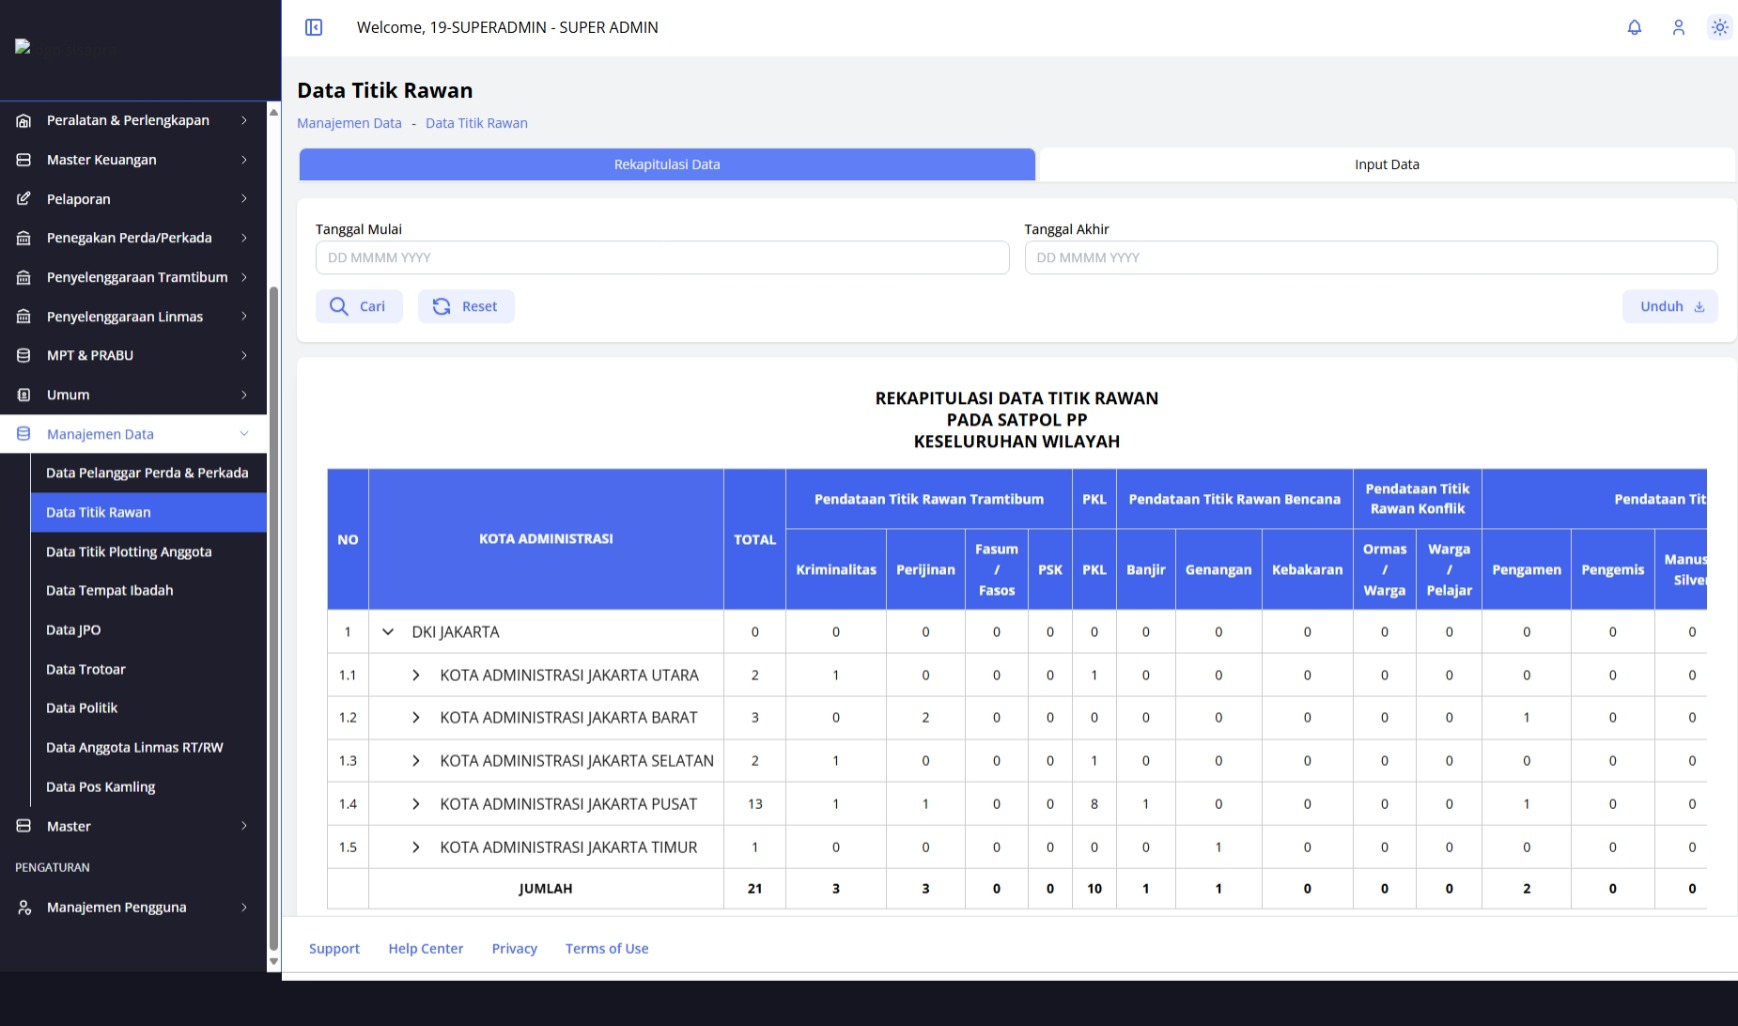 Welcome, 19-SUPERADMIN - SUPER ADMIN
Peralatan & Perlengkapan
Master Keuangan
Pelaporan
Penegakan Perda/Perkada
Penyelenggaraan Tramtibum
Penyelenggaraan Linmas
MPT & PRABU
Umum
Manajemen Data
Data Pelanggar Perda & Perkada
Data Titik Rawan
Data Titik Plotting Anggota
Data Tempat Ibadah
Data JPO
Data Trotoar
Data Politik
Data Anggota Linmas RT/RW
Data Pos Kamling
Master
PENGATURAN
Manajemen Pengguna
Data Titik Rawan
Manajemen Data - Data Titik Rawan
Rekapitulasi Data
Input Data
Tanggal Mulai
DD MMMM YYYY
Tanggal Akhir
DD MMMM YYYY
Cari
Reset
Unduh
REKAPITULASI DATA TITIK RAWAN
PADA SATPOL PP
KESELURUHAN WILAYAH
NO KOTA ADMINISTRASI TOTAL
Pendataan Titik Rawan Tramtibum
PKL
Pendataan Titik Rawan Bencana
Pendataan Titik
Rawan Konflik
Pendataan Tit
Kriminalitas
Perijinan
Fasum
/
Fasos
PSK
PKL
Banjir
Genangan
Kebakaran
Ormas
/
Warga
Warga
/
Pelajar
Pengamen
Pengemis
Manus
Silver
1 DKI JAKARTA 0 0 0 0 0 0 0 0 0 0 0 0 0 0
1.1 KOTA ADMINISTRASI JAKARTA UTARA 2 1 0 0 0 1 0 0 0 0 0 0 0 0
1.2 KOTA ADMINISTRASI JAKARTA BARAT 3 0 2 0 0 0 0 0 0 0 0 1 0 0
1.3 KOTA ADMINISTRASI JAKARTA SELATAN 2 1 0 0 0 1 0 0 0 0 0 0 0 0
1.4 KOTA ADMINISTRASI JAKARTA PUSAT 13 1 1 0 0 8 1 0 0 0 0 1 0 0
1.5 KOTA ADMINISTRASI JAKARTA TIMUR 1 0 0 0 0 0 0 1 0 0 0 0 0 0
JUMLAH 21 3 3 0 0 10 1 1 0 0 0 2 0 0
Support Help Center Privacy Terms of Use